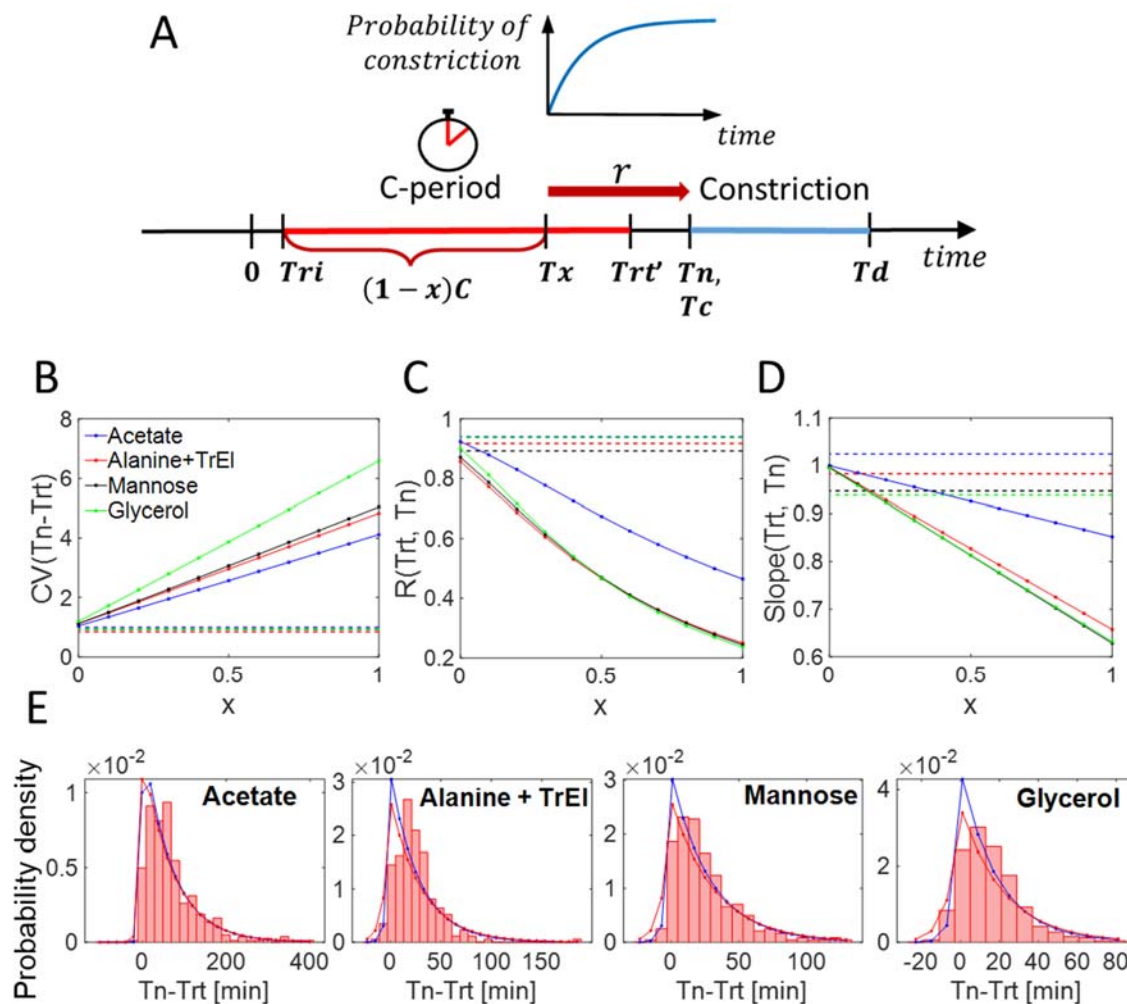 A
Probability of
constriction
time
C-period
r
Constriction
0
Tri
(1 − x)C
Tx
Trt'
Tn,
Tc
Td
time
B
CV(Tn-Trt)
8
6
4
2
0
Acetate
Alanine+TrEl
Mannose
Glycerol
0
0.5
1
X
C
R(Trt, Tn)
1
0.8
0.6
0.4
0.2
0
0.5
1
X
D
Slope(Trt, Tn)
1.1
1
0.9
0.8
0.7
0.6
0
0.5
1
X
E
Probability density
×10⁻²
Acetate
1
0.5
0
0
200
400
Tn-Trt [min]
×10⁻²
Alanine + TrEl
3
2
1
0
0
50
100
150
Tn-Trt [min]
×10⁻²
Mannose
3
2
1
0
0
50
100
Tn-Trt [min]
×10⁻²
Glycerol
4
2
0
-20
0
20
40
60
80
Tn-Trt [min]